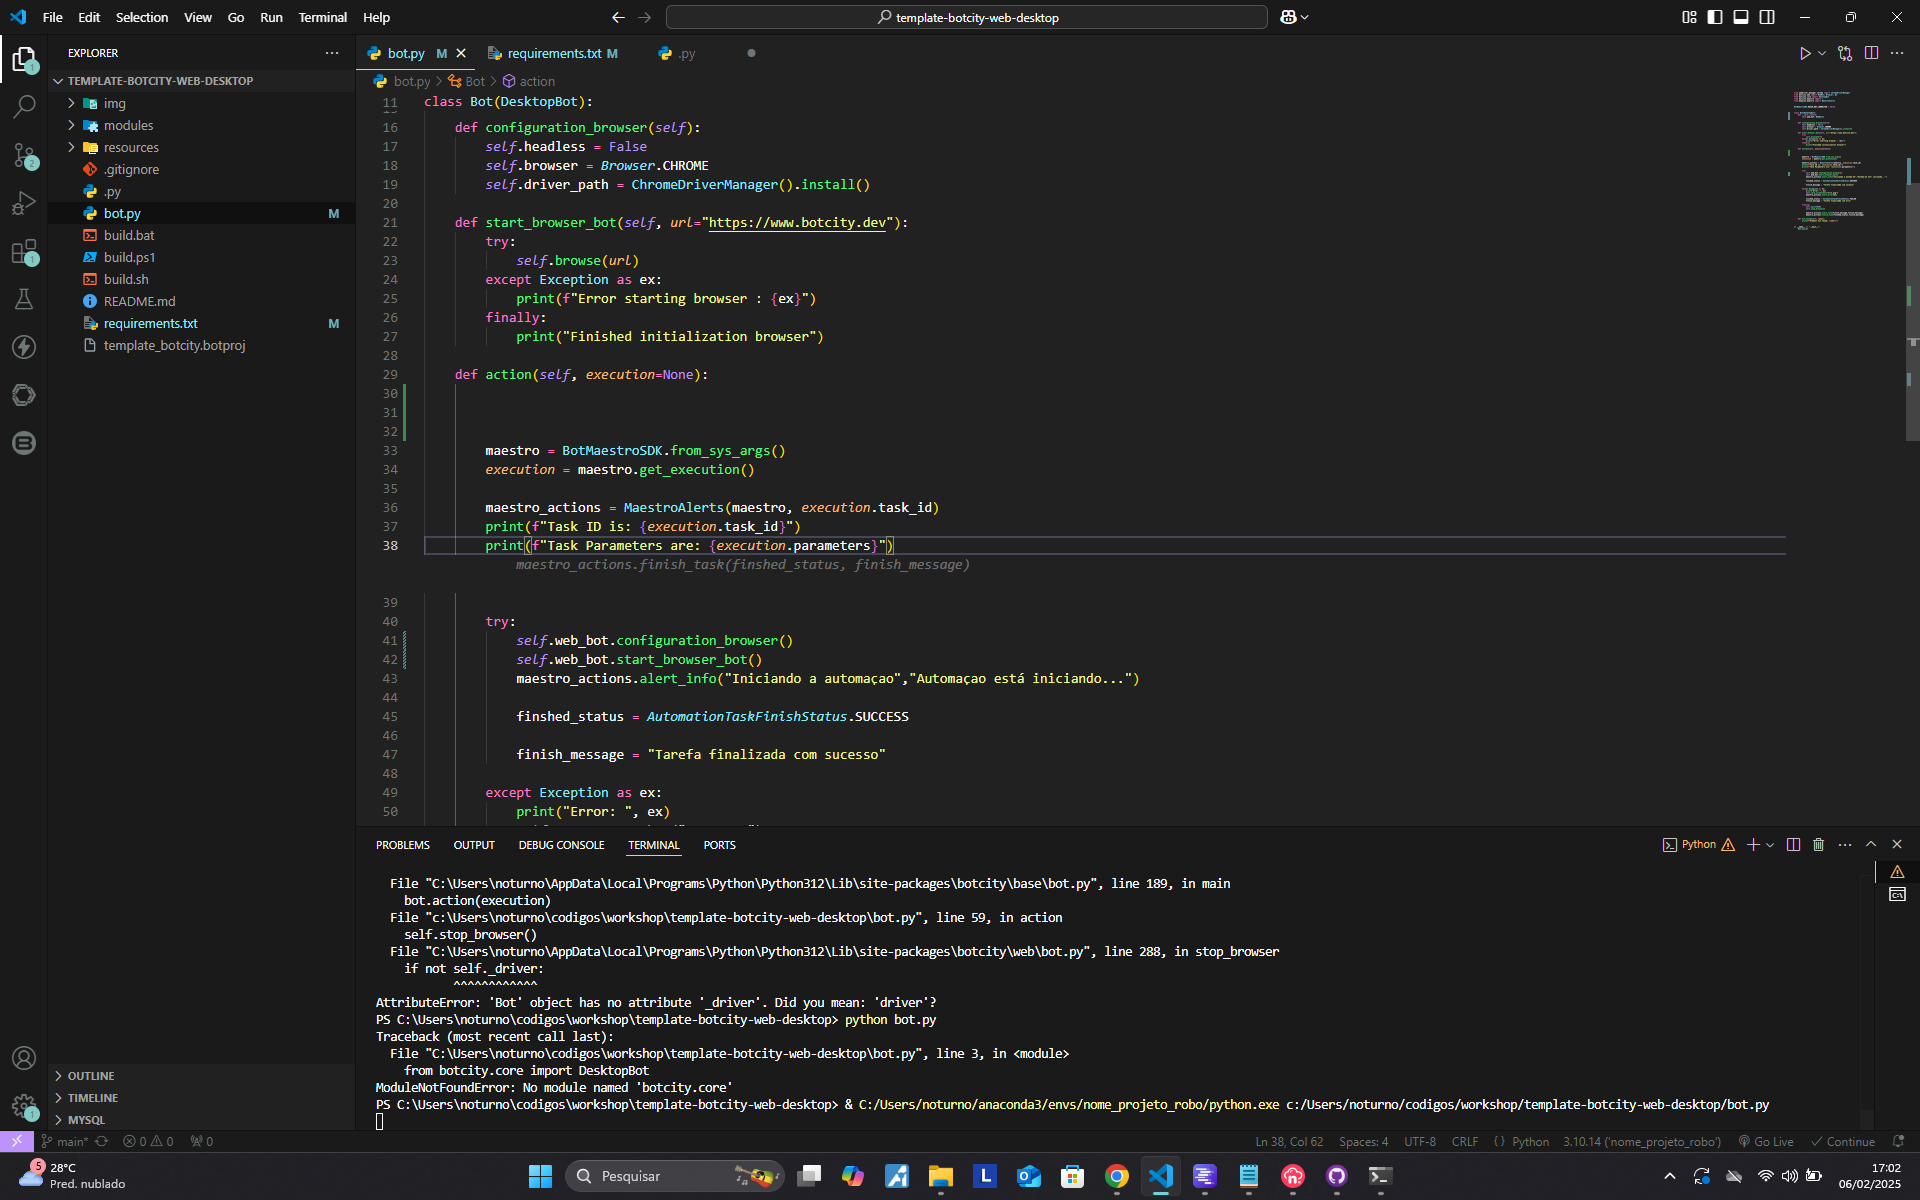 File Edit Selection View Go Run Terminal Help
template-botcity-web-desktop
EXPLORER
TEMPLATE-BOTCITY-WEB-DESKTOP
img
modules
resources
.gitignore
.py
bot.py M
build.bat
build.ps1
build.sh
README.md
requirements.txt M
template_botcity.botproj
OUTLINE
TIMELINE
MYSQL
1
2
1
1
bot.py M
requirements.txt M
.py
bot.py > Bot > action
11 class Bot(DesktopBot):
16 def configuration_browser(self):
17 self.headless = False
18 self.browser = Browser.CHROME
19 self.driver_path = ChromeDriverManager().install()
20
21 def start_browser_bot(self, url="https://www.botcity.dev"):
22 try:
23 self.browse(url)
24 except Exception as ex:
25 print(f"Error starting browser : {ex}")
26 finally:
27 print("Finished initialization browser")
28
29 def action(self, execution=None):
30
31
32
33 maestro = BotMaestroSDK.from_sys_args()
34 execution = maestro.get_execution()
35
36 maestro_actions = MaestroAlerts(maestro, execution.task_id)
37 print(f"Task ID is: {execution.task_id}")
38 print(f"Task Parameters are: {execution.parameters}")
maestro_actions.finish_task(finshed_status, finish_message)
39
40 try:
41 self.web_bot.configuration_browser()
42 self.web_bot.start_browser_bot()
43 maestro_actions.alert_info("Iniciando a automaçao","Automaçao está iniciando...")
44
45 finshed_status = AutomationTaskFinishStatus.SUCCESS
46
47 finish_message = "Tarefa finalizada com sucesso"
48
49 except Exception as ex:
50 print("Error: ", ex)
PROBLEMS OUTPUT DEBUG CONSOLE TERMINAL PORTS
Python
File "C:\Users\noturno\AppData\Local\Programs\Python\Python312\Lib\site-packages\botcity\base\bot.py", line 189, in main
bot.action(execution)
File "c:\Users\noturno\codigos\workshop\template-botcity-web-desktop\bot.py", line 59, in action
self.stop_browser()
File "C:\Users\noturno\AppData\Local\Programs\Python\Python312\Lib\site-packages\botcity\web\bot.py", line 288, in stop_browser
if not self._driver:
^^^^^^^^^^^^
AttributeError: 'Bot' object has no attribute '_driver'. Did you mean: 'driver'?
PS C:\Users\noturno\codigos\workshop\template-botcity-web-desktop> python bot.py
Traceback (most recent call last):
File "C:\Users\noturno\codigos\workshop\template-botcity-web-desktop\bot.py", line 3, in <module>
from botcity.core import DesktopBot
ModuleNotFoundError: No module named 'botcity.core'
PS C:\Users\noturno\codigos\workshop\template-botcity-web-desktop> & C:/Users/noturno/anaconda3/envs/nome_projeto_robo/python.exe c:/Users/noturno/codigos/workshop/template-botcity-web-desktop/bot.py
main* 0 0 0 Ln 38, Col 62 Spaces: 4 UTF-8 CRLF {} Python 3.10.14 ('nome_projeto_robo') Go Live Continue
5
28°C
Pred. nublado
Pesquisar
17:02
06/02/2025